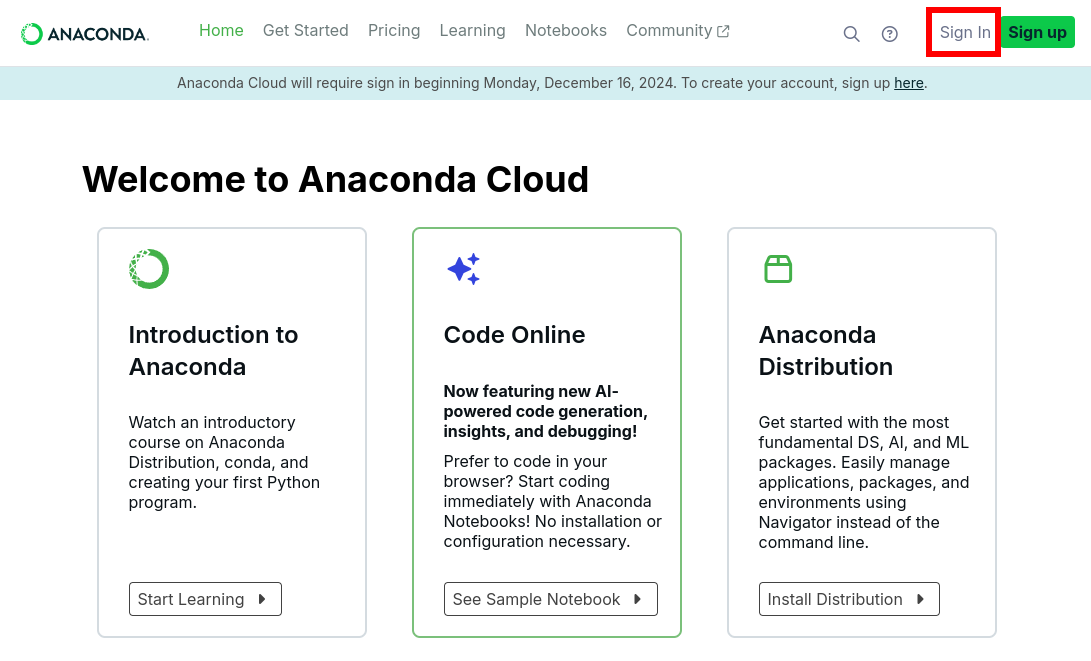 ANACONDA.
Home Get Started Pricing Learning Notebooks Community
Sign In Sign up
Anaconda Cloud will require sign in beginning Monday, December 16, 2024. To create your account, sign up here.
Welcome to Anaconda Cloud
Introduction to
Anaconda
Watch an introductory
course on Anaconda
Distribution, conda, and
creating your first Python
program.
Start Learning
Code Online
Now featuring new AI-
powered code generation,
insights, and debugging!
Prefer to code in your
browser? Start coding
immediately with Anaconda
Notebooks! No installation or
configuration necessary.
See Sample Notebook
Anaconda
Distribution
Get started with the most
fundamental DS, AI, and ML
packages. Easily manage
applications, packages, and
environments using
Navigator instead of the
command line.
Install Distribution